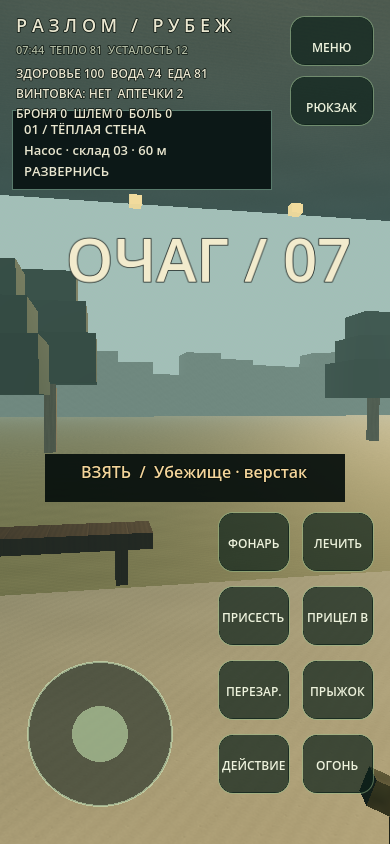 РАЗЛОМ / РУБЕЖ
07:44 ТЕПЛО 81 УСТАЛОСТЬ 12
ЗДОРОВЬЕ 100 ВОДА 74 ЕДА 81
ВИНТОВКА: НЕТ АПТЕЧКИ 2
БРОНЯ 0 ШЛЕМ 0 БОЛЬ 0
МЕНЮ
РЮКЗАК
01 / ТЁПЛАЯ СТЕНА
Насос · склад 03 · 60 м
РАЗВЕРНИСЬ
ОЧАГ / 07
ВЗЯТЬ / Убежище · верстак
ФОНАРЬ
ЛЕЧИТЬ
ПРИСЕСТЬ
ПРИЦЕЛ В
ПЕРЕЗАР.
ПРЫЖОК
ДЕЙСТВИЕ
ОГОНЬ